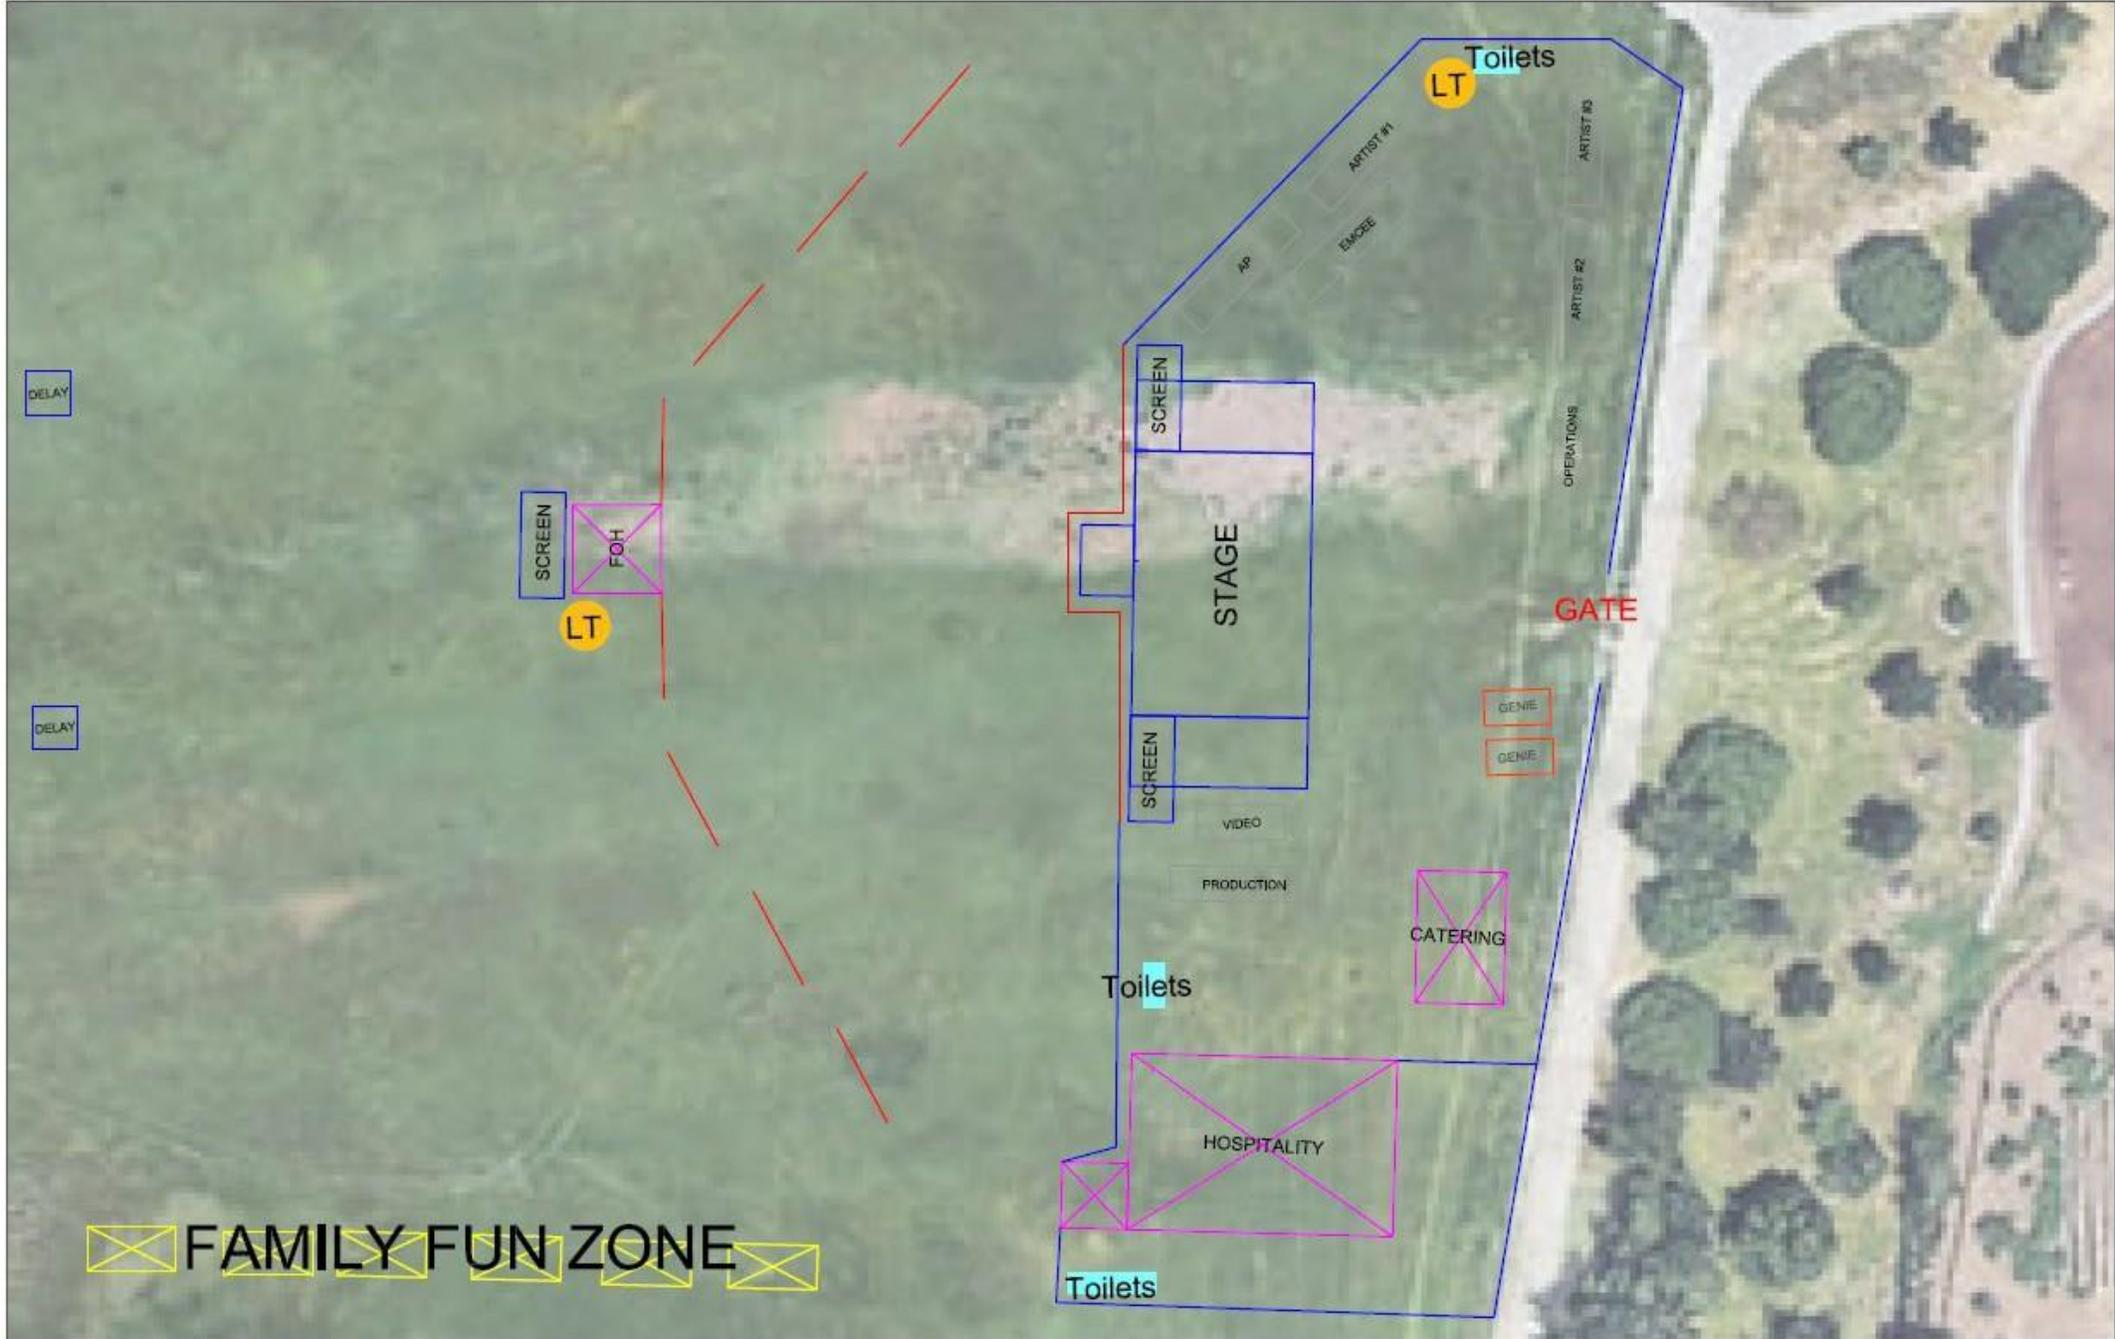 Toilets
LT
ARTIST #1
ARTIST #3
EMCEE
AP
ARTIST #2
DELAY
SCREEN
OPERATIONS
SCREEN
FOH
STAGE
GATE
LT
GENIE
DELAY
GENIE
SCREEN
VIDEO
PRODUCTION
CATERING
Toilets
HOSPITALITY
FAMILY FUN ZONE
Toilets